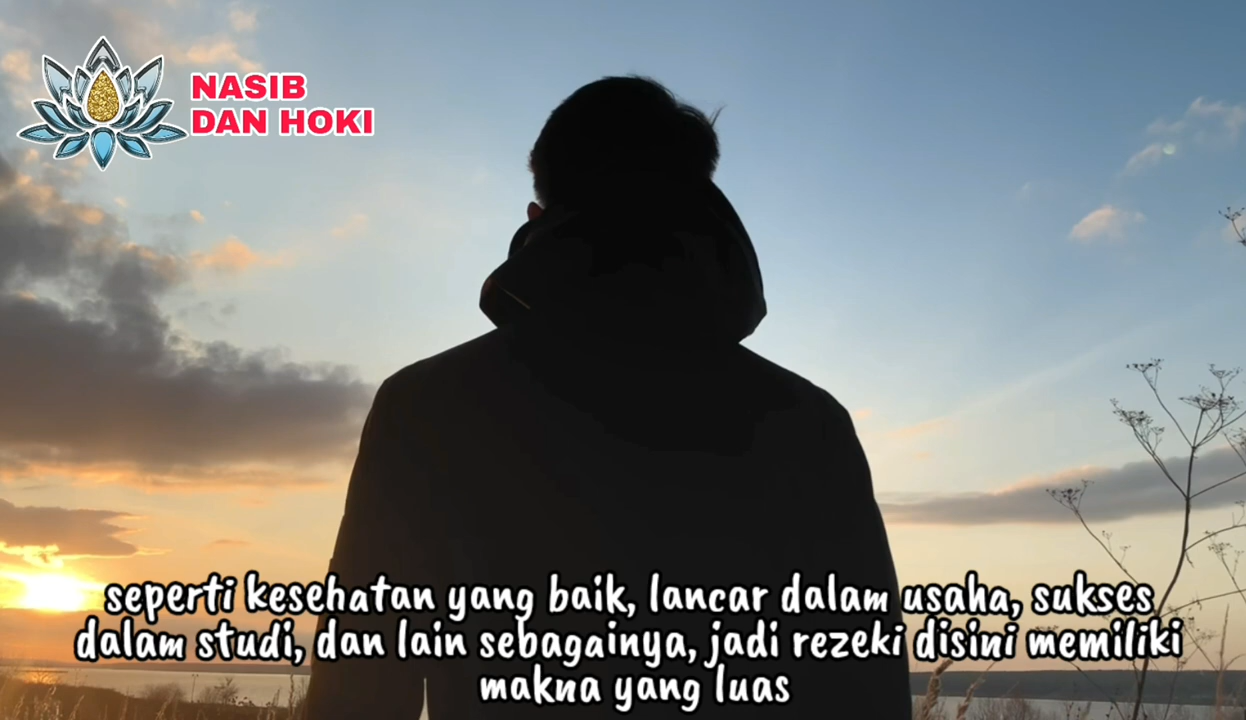 NASIB
DAN HOKI
seperti kesehatan yang baik, lancar dalam usaha, sukses
dalam studi, dan lain sebagainya, jadi rezeki disini memiliki
makna yang luas